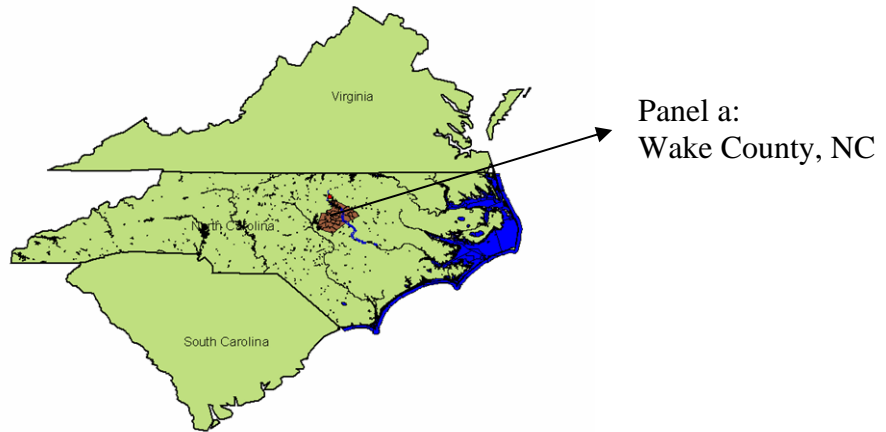 Virginia
Panel a:
Wake County, NC
North Carolina
South Carolina